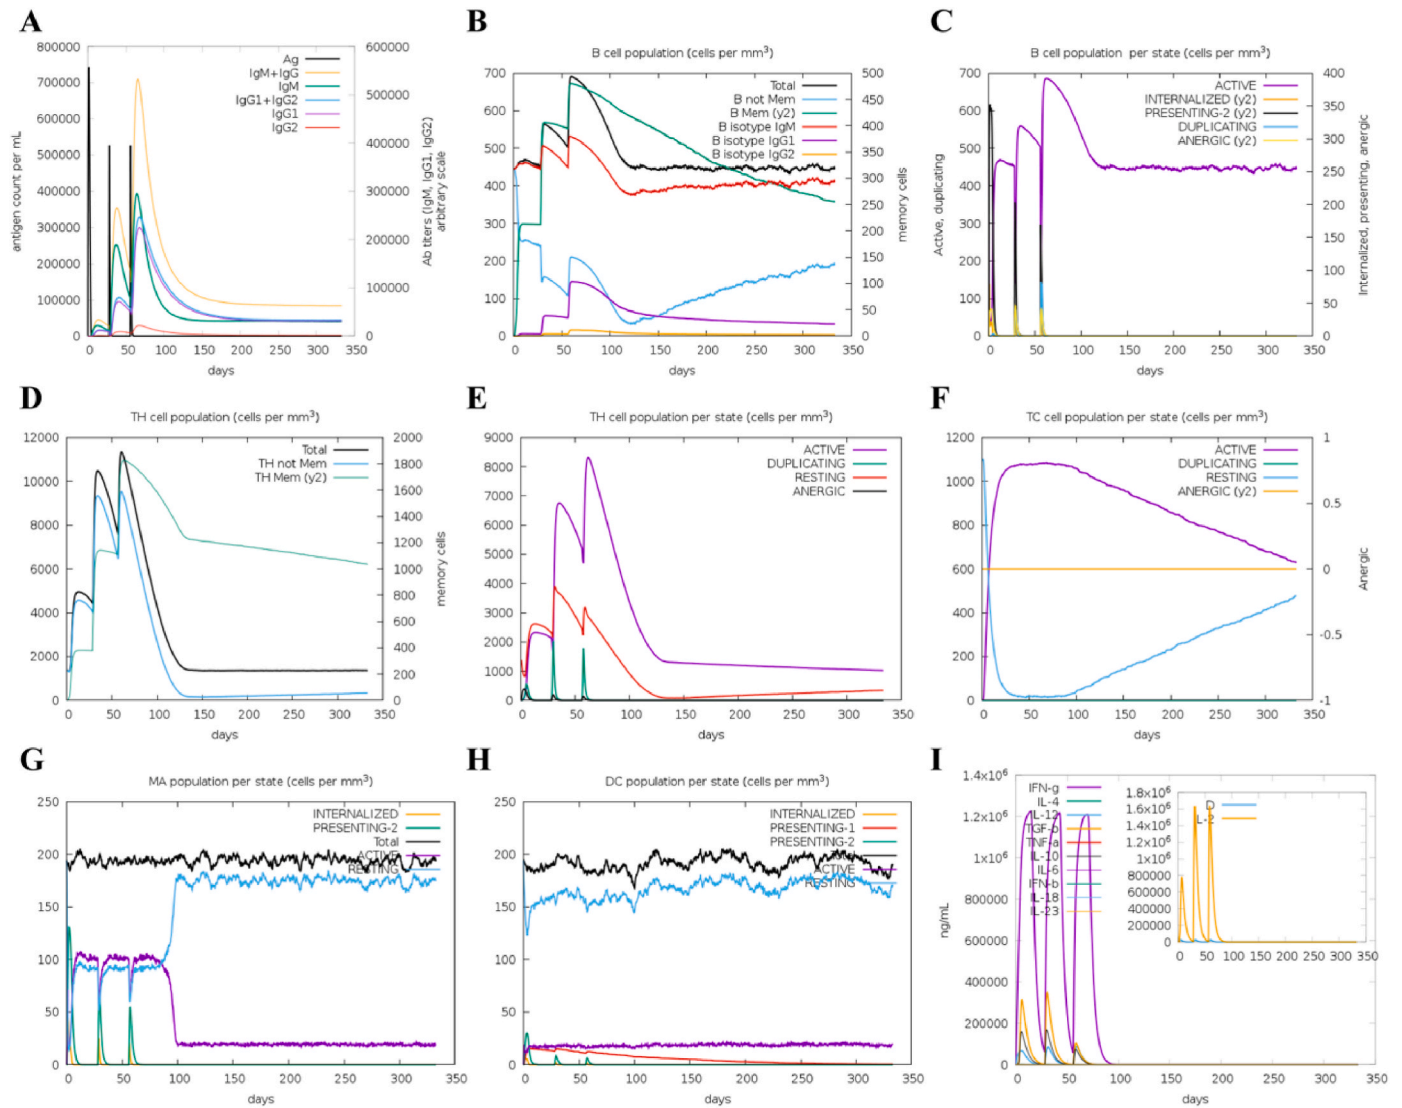 A
800000
700000
600000
500000
400000
300000
200000
100000
0
antigen count per mL
600000
500000
400000
300000
200000
100000
0
Ab titers (IgM, IgG1, IgG2)
arbitrary scale
Ag
IgM+IgG
IgM
IgG1+IgG2
IgG1
IgG2
0 50 100 150 200 250 300 350
days
B
B cell population (cells per mm³)
700
600
500
400
300
200
100
0
500
450
400
350
300
250
200
150
100
50
0
memory cells
Total
B not Mem
B Mem (y2)
B isotype IgM
B isotype IgG1
B isotype IgG2
0 50 100 150 200 250 300 350
days
C
B cell population per state (cells per mm³)
700
600
500
400
300
200
100
0
Active, duplicating
400
350
300
250
200
150
100
50
0
Internalized, presenting, anergic
ACTIVE
INTERNALIZED (y2)
PRESENTING-2 (y2)
DUPLICATING
ANERGIC (y2)
0 50 100 150 200 250 300 350
days
D
TH cell population (cells per mm³)
12000
10000
8000
6000
4000
2000
0
2000
1800
1600
1400
1200
1000
800
600
400
200
0
memory cells
Total
TH not Mem
TH Mem (y2)
0 50 100 150 200 250 300 350
days
E
TH cell population per state (cells per mm³)
9000
8000
7000
6000
5000
4000
3000
2000
1000
0
ACTIVE
DUPLICATING
RESTING
ANERGIC
0 50 100 150 200 250 300 350
days
F
TC cell population per state (cells per mm³)
1200
1000
800
600
400
200
0
1
0.5
0
-0.5
-1
Anergic
ACTIVE
DUPLICATING
RESTING
ANERGIC (y2)
0 50 100 150 200 250 300 350
days
G
MA population per state (cells per mm³)
250
200
150
100
50
0
INTERNALIZED
PRESENTING-2
Total
ACTIVE
RESTING
0 50 100 150 200 250 300 350
days
H
DC population per state (cells per mm³)
250
200
150
100
50
0
INTERNALIZED
PRESENTING-1
PRESENTING-2
ACTIVE
RESTING
0 50 100 150 200 250 300 350
days
I
1.4x10⁶
1.2x10⁶
1x10⁶
800000
600000
400000
200000
0
ng/mL
IFN-g
IL-4
IL-12
TGF-b
TNF-a
IL-10
IL-6
IFN-b
IL-18
IL-23
1.8x10⁶
1.6x10⁶
1.4x10⁶
1.2x10⁶
1x10⁶
800000
600000
400000
200000
0
D
IL-2
0 50 100 150 200 250 300 350
0 50 100 150 200 250 300 350
days